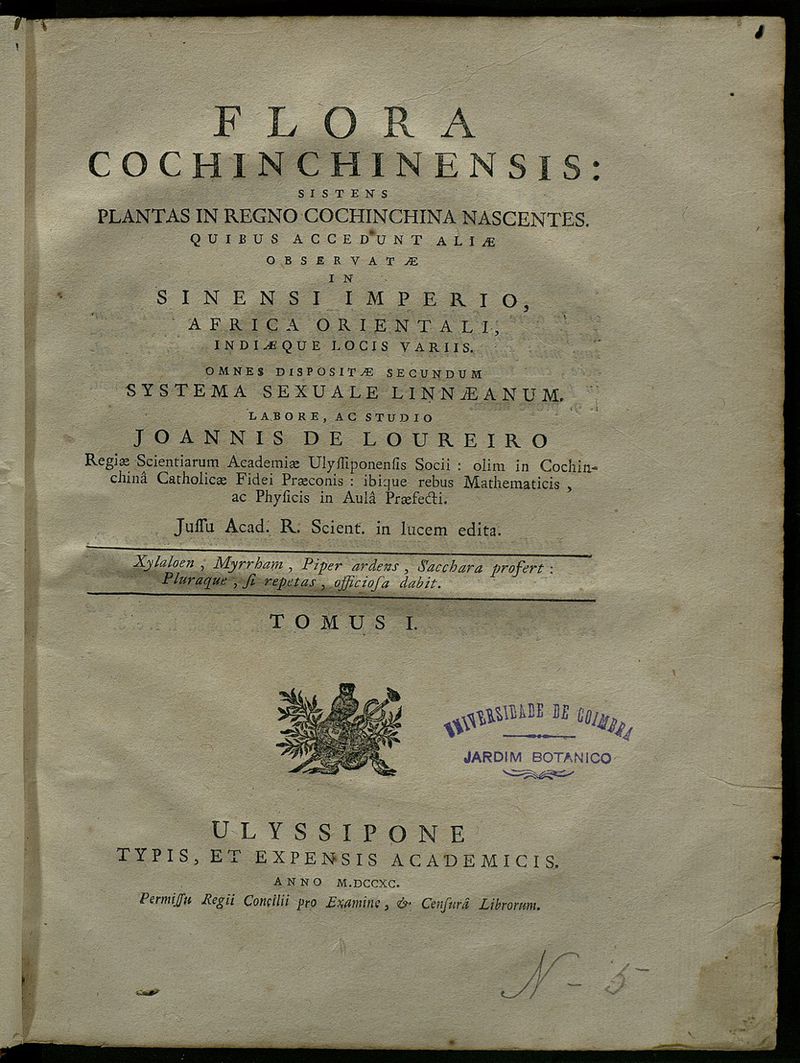 FLORA
COCHINCHINENSIS:
SISTENS
PLANTAS IN REGNO COCHINCHINA NASCENTES.
QUIBUS ACCEDUNT ALIÆ
OBSERVATÆ
IN
SINENSI IMPERIO,
AFRICA ORIENTALI,
INDIÆQUE LOCIS VARIIS.
OMNES DISPOSITÆ SECUNDUM
SYSTEMA SEXUALE LINNÆANUM.
LABORE, AC STUDIO
JOANNIS DE LOUREIRO
Regiæ Scientiarum Academiæ Ulyſſiponenſis Socii : olim in Cochin-
chinâ Catholicæ Fidei Præconis : ibique rebus Mathematicis ,
ac Phyſicis in Aulâ Præfecti.
Juſſu Acad. R. Scient. in lucem edita.
Xylaloen , Myrrham , Piper ardens , Sacchara profert :
Pluraque , ſi repetas , officioſa dabit.
TOMUS I.
UNIVERSIDADE DE COIMBRA
JARDIM BOTANICO
ULYSSIPONE
TYPIS, ET EXPENSIS ACADEMICIS.
ANNO M.DCCXC.
Permiſſu Regii Concilii pro Examine , & Cenſurâ Librorum.
N - 5